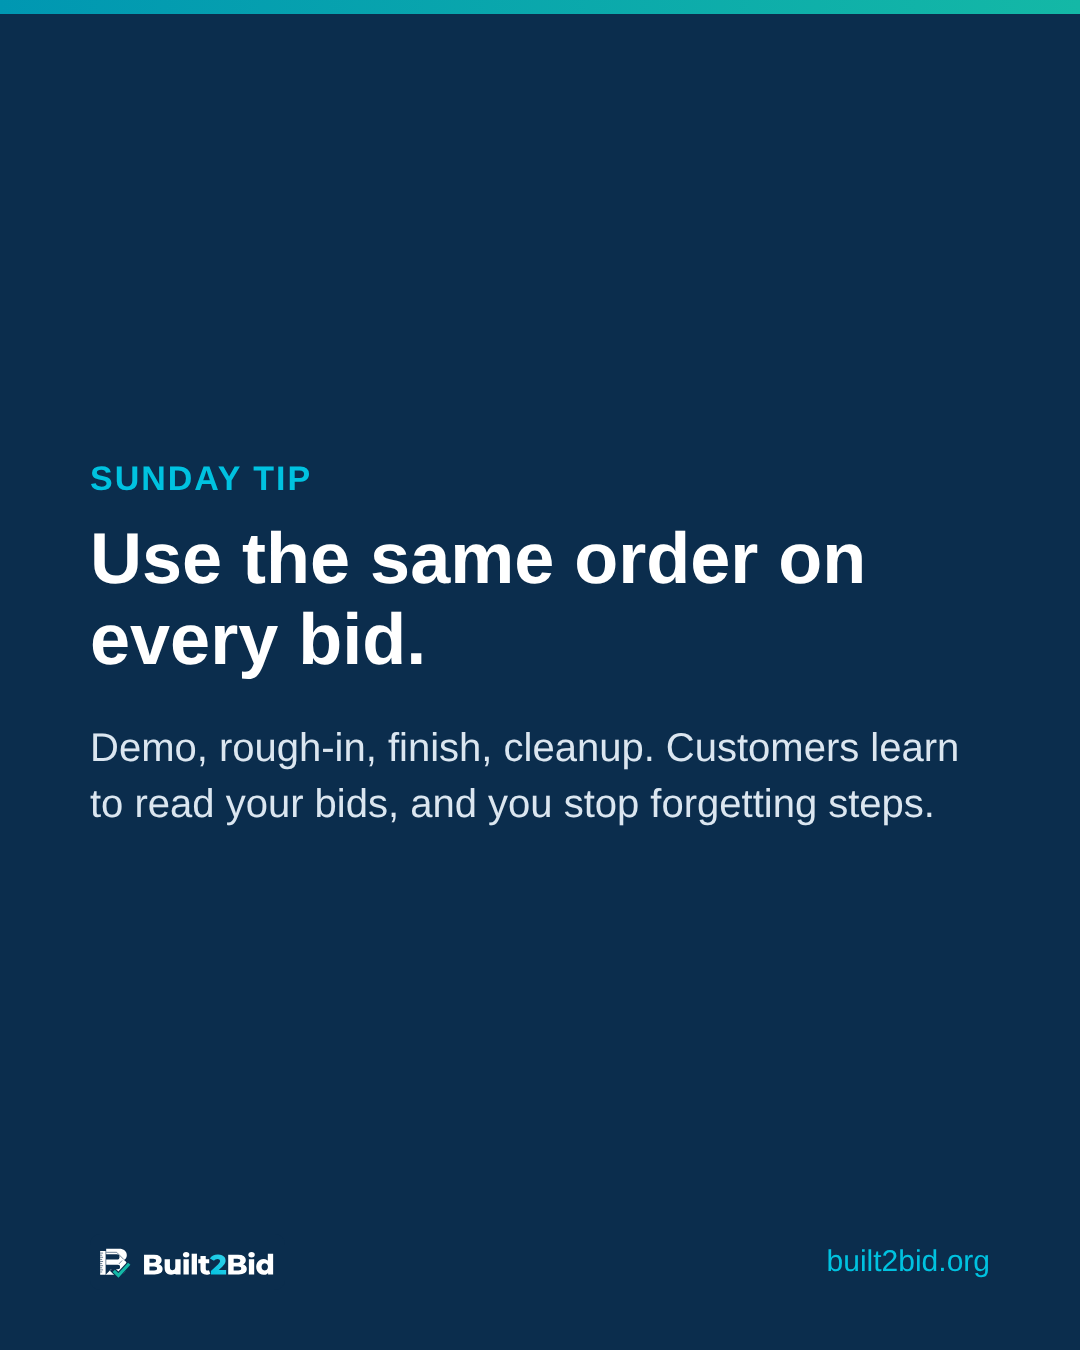 SUNDAY TIP
Use the same order on
every bid.
Demo, rough-in, finish, cleanup. Customers learn
to read your bids, and you stop forgetting steps.
Built2Bid
built2bid.org